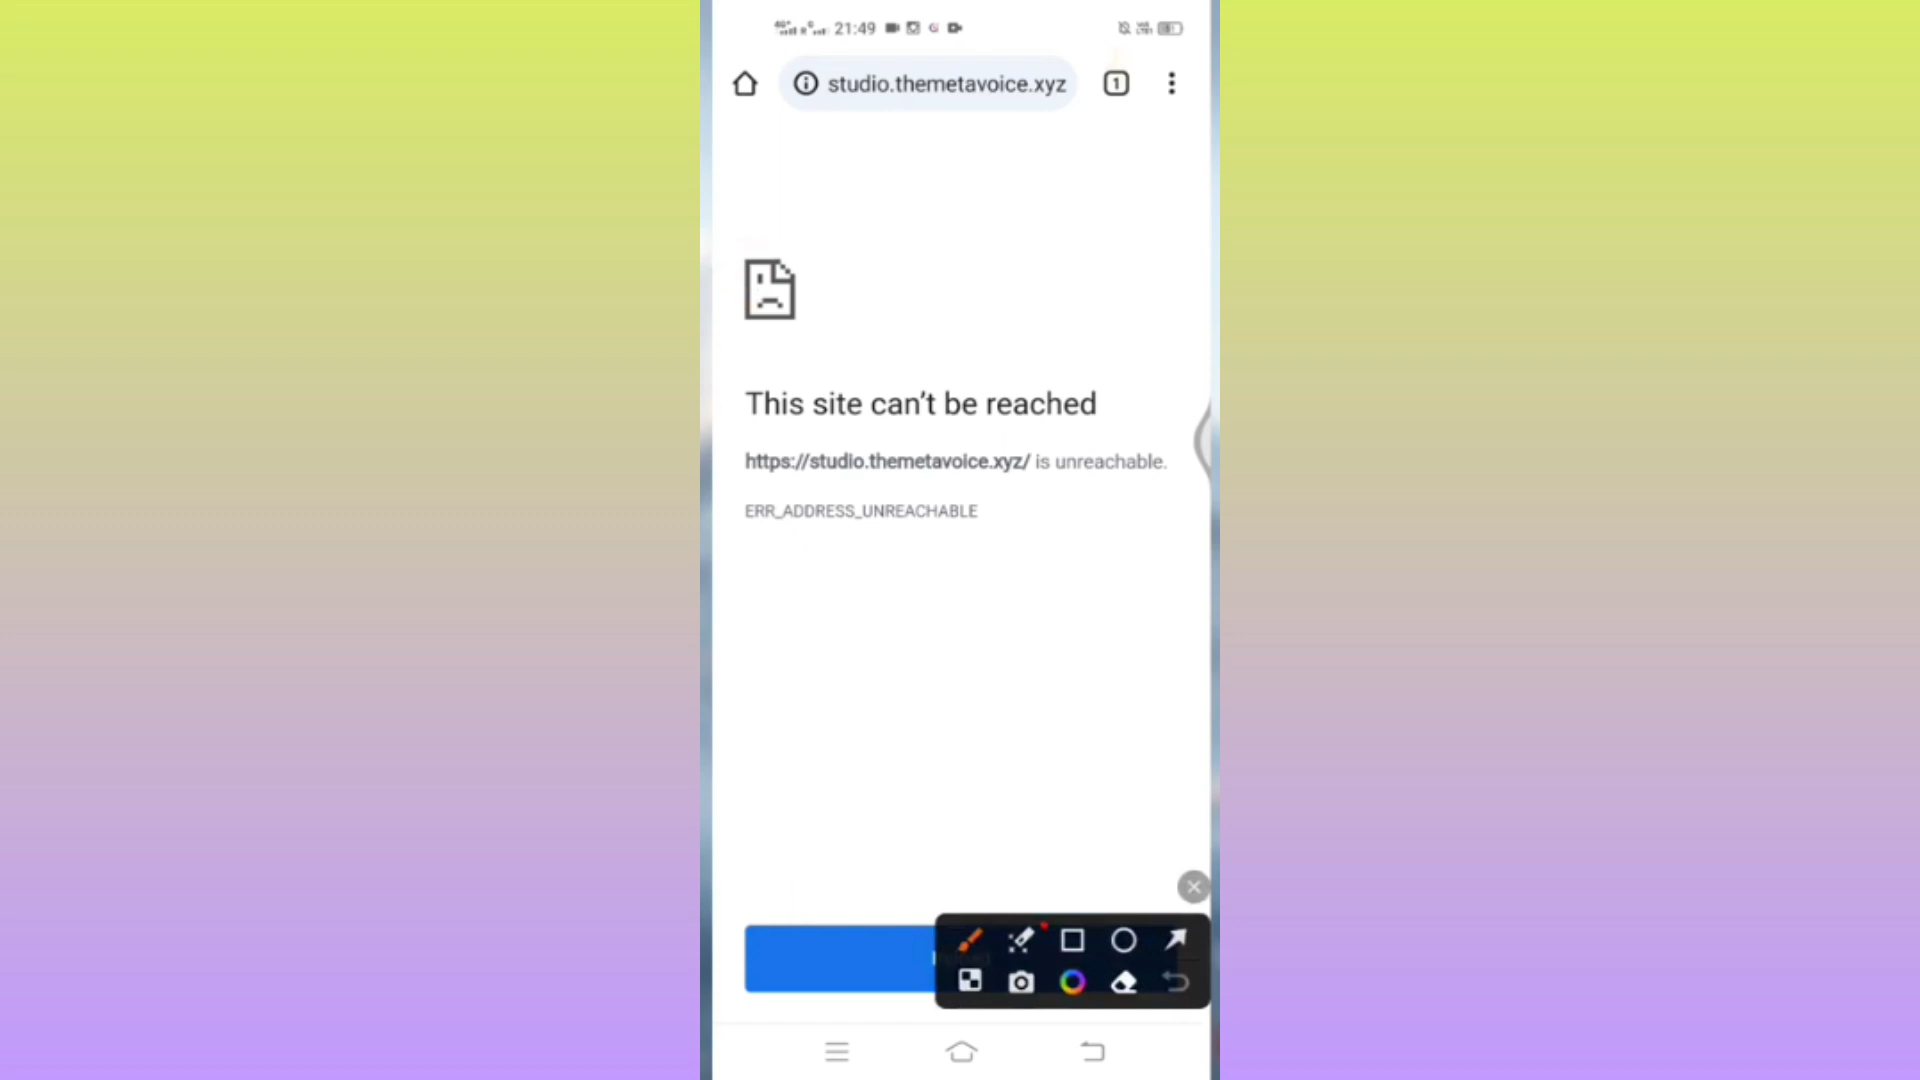 21:49
studio.themetavoice.xyz
1
This site can’t be reached
https://studio.themetavoice.xyz/ is unreachable.
ERR_ADDRESS_UNREACHABLE